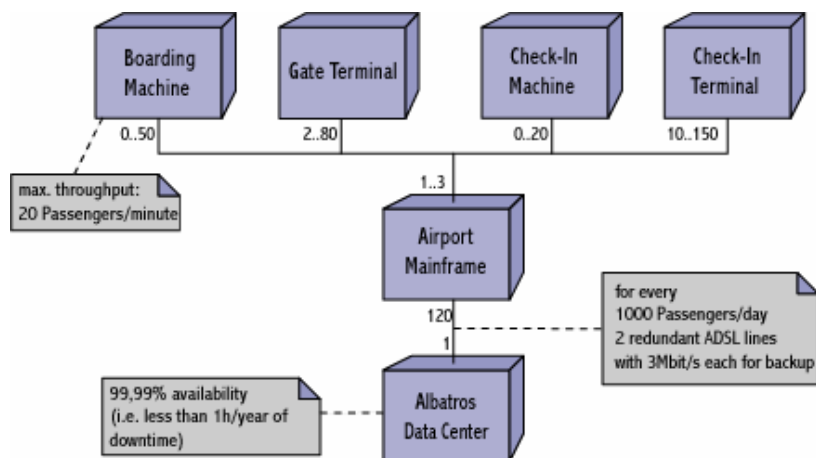 Boarding
Machine
Gate Terminal
Check-In
Machine
Check-In
Terminal
0..50
2..80
0..20
10..150
max. throughput:
20 Passengers/minute
1..3
Airport
Mainframe
for every
1000 Passengers/day
2 redundant ADSL lines
with 3Mbit/s each for backup
120
1
99,99% availability
(i.e. less than 1h/year of
downtime)
Albatros
Data Center